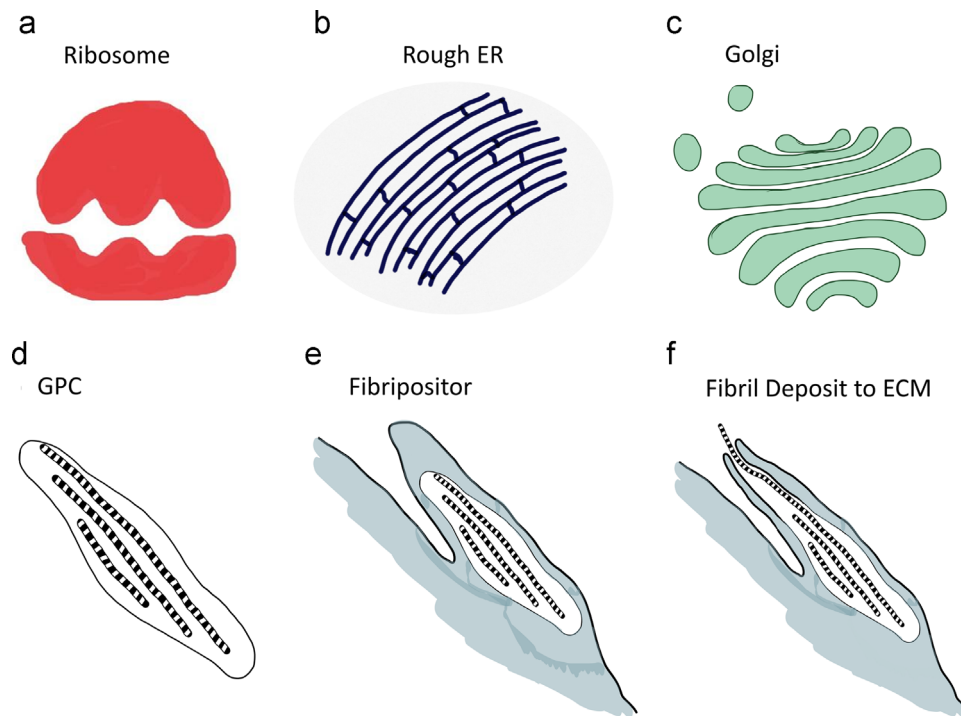 a
Ribosome
b
Rough ER
c
Golgi
d
GPC
e
Fibripositor
f
Fibril Deposit to ECM